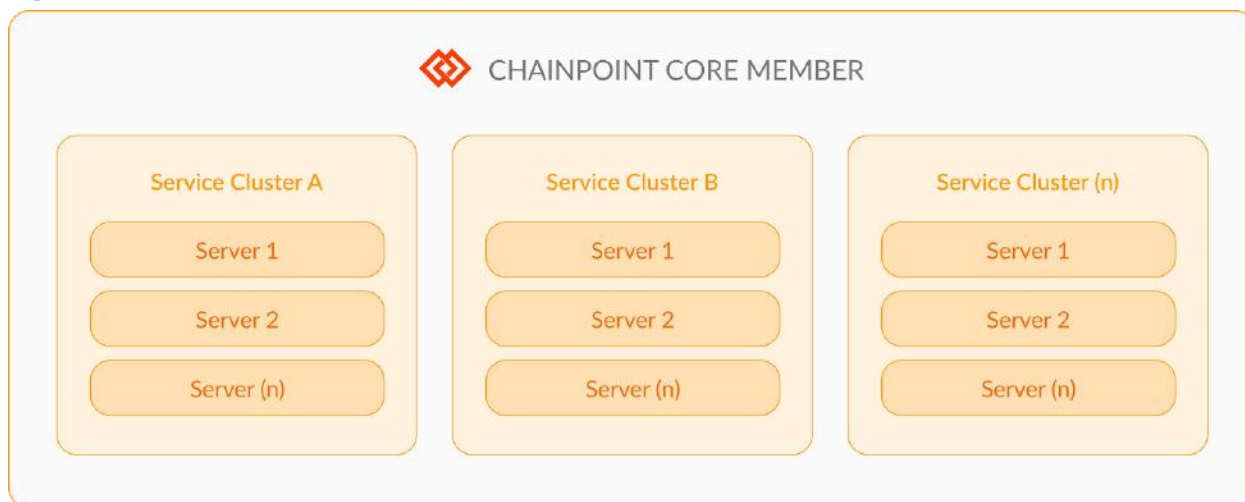 CHAINPOINT CORE MEMBER
Service Cluster A
Server 1
Server 2
Server (n)
Service Cluster B
Server 1
Server 2
Server (n)
Service Cluster (n)
Server 1
Server 2
Server (n)